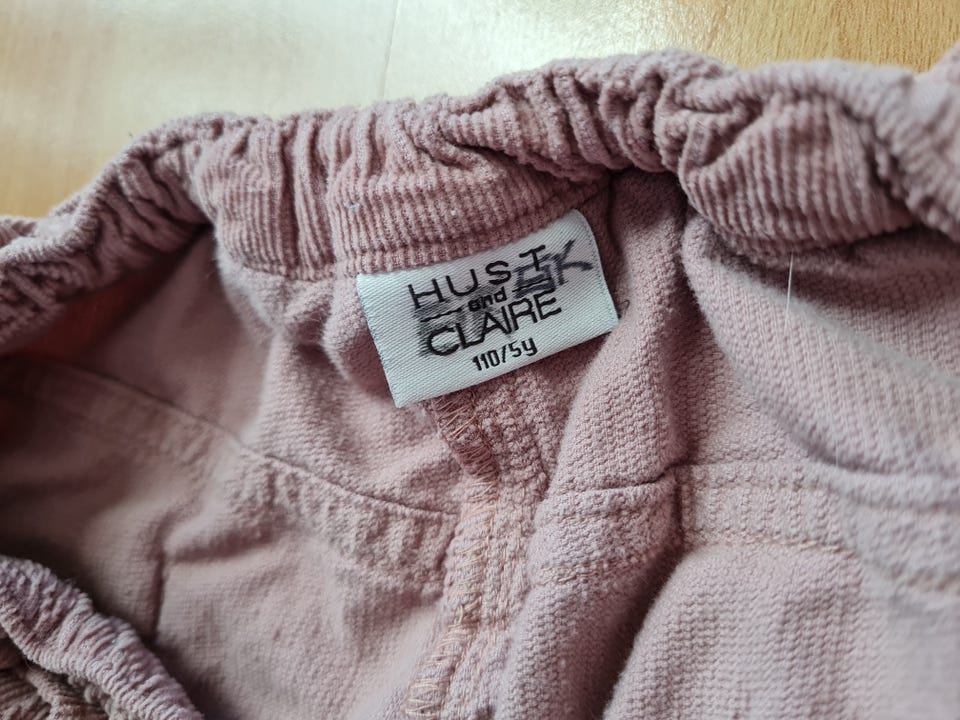 HUST
and
CLAIRE
110/5y